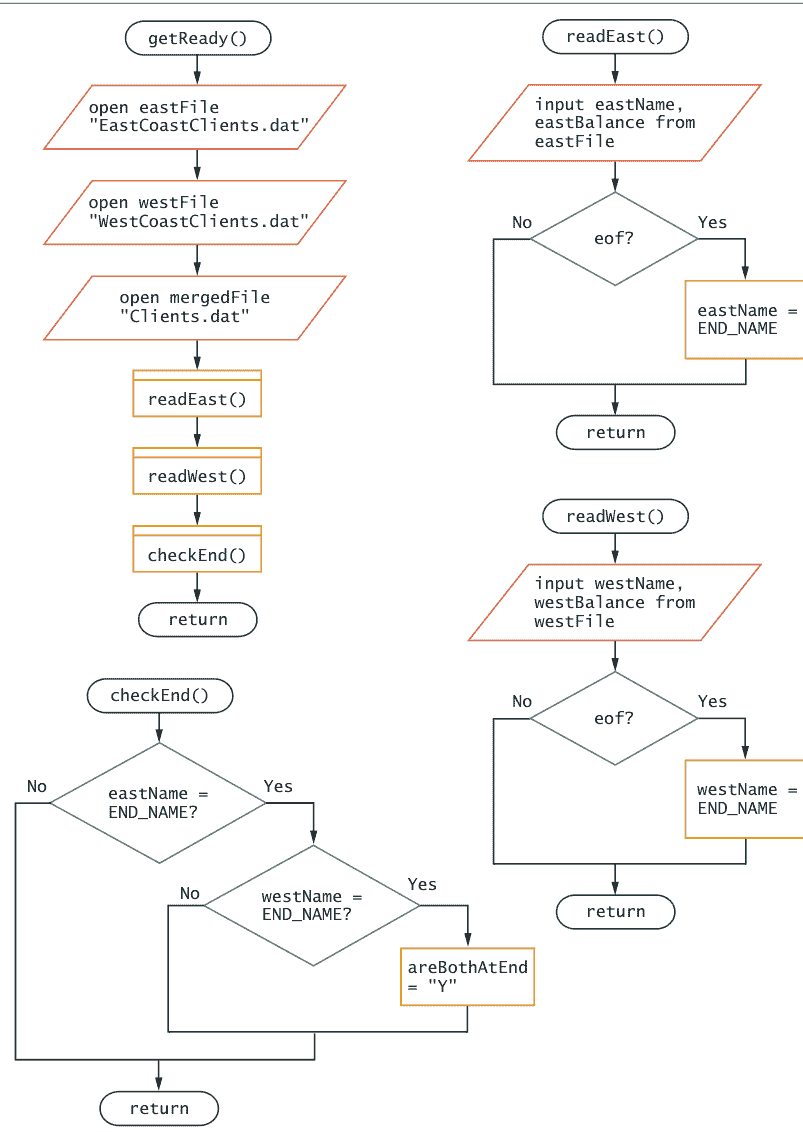 getReady()
open eastFile
"EastCoastClients.dat"
open westFile
"WestCoastClients.dat"
open mergedFile
"Clients.dat"
readEast()
readWest()
checkEnd()
return
readEast()
input eastName,
eastBalance from
eastFile
No
eof?
Yes
eastName =
END_NAME
return
readWest()
input westName,
westBalance from
westFile
No
eof?
Yes
westName =
END_NAME
return
checkEnd()
No
eastName =
END_NAME?
Yes
No
westName =
END_NAME?
Yes
areBothAtEnd
= "Y"
return